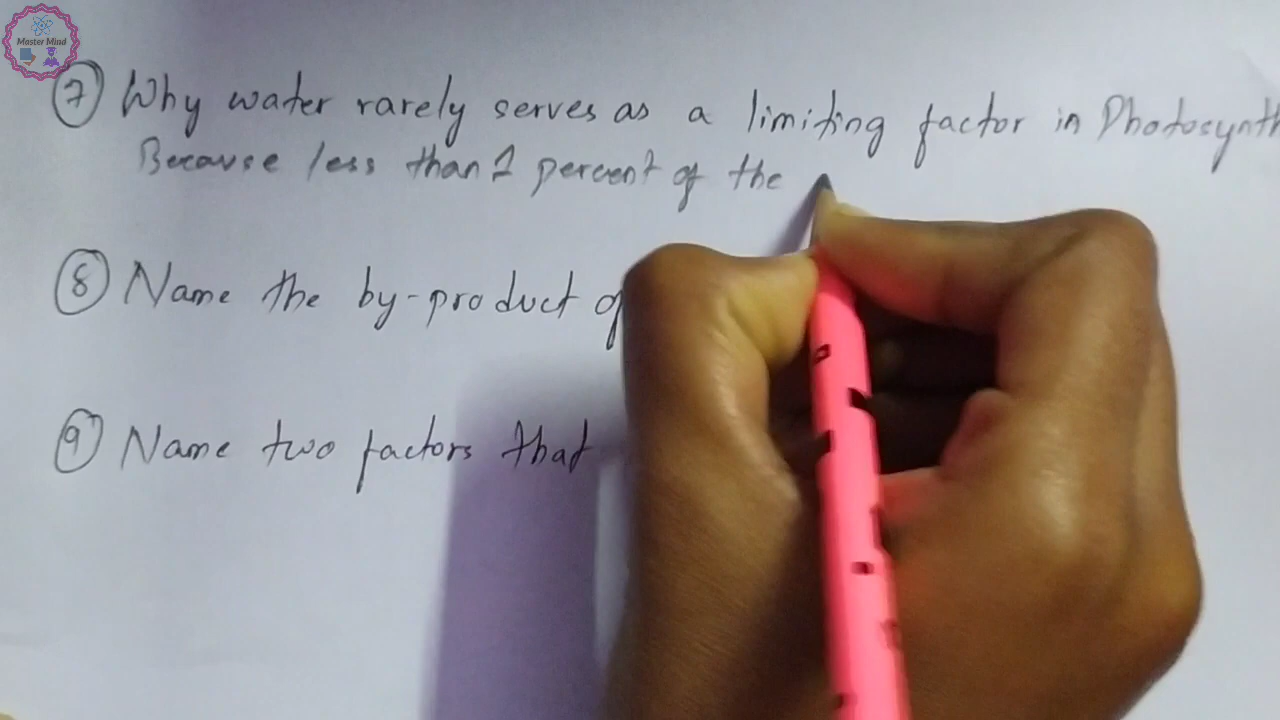 Master Mind
7 Why water rarely serves as a limiting factor in Photosynth
Because less than 1 percent of the
8 Name the by-product of
9 Name two factors that